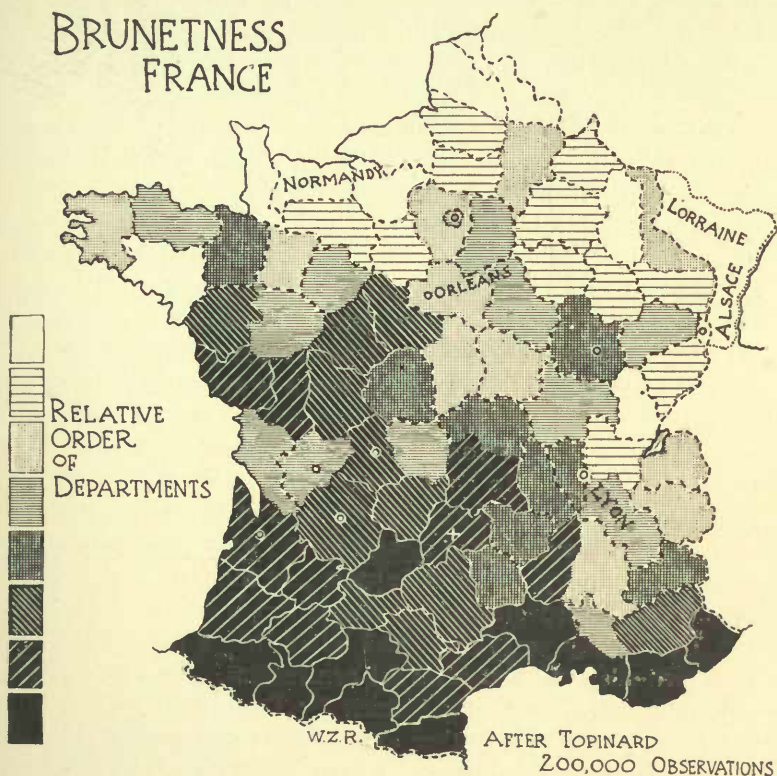 BRUNETNESS
FRANCE
NORMANDY
LORRAINE
ALSACE
ORLEANS
RELATIVE
ORDER
OF
DEPARTMENTS
LYON
W.Z.R.
AFTER TOPINARD
200,000 OBSERVATIONS